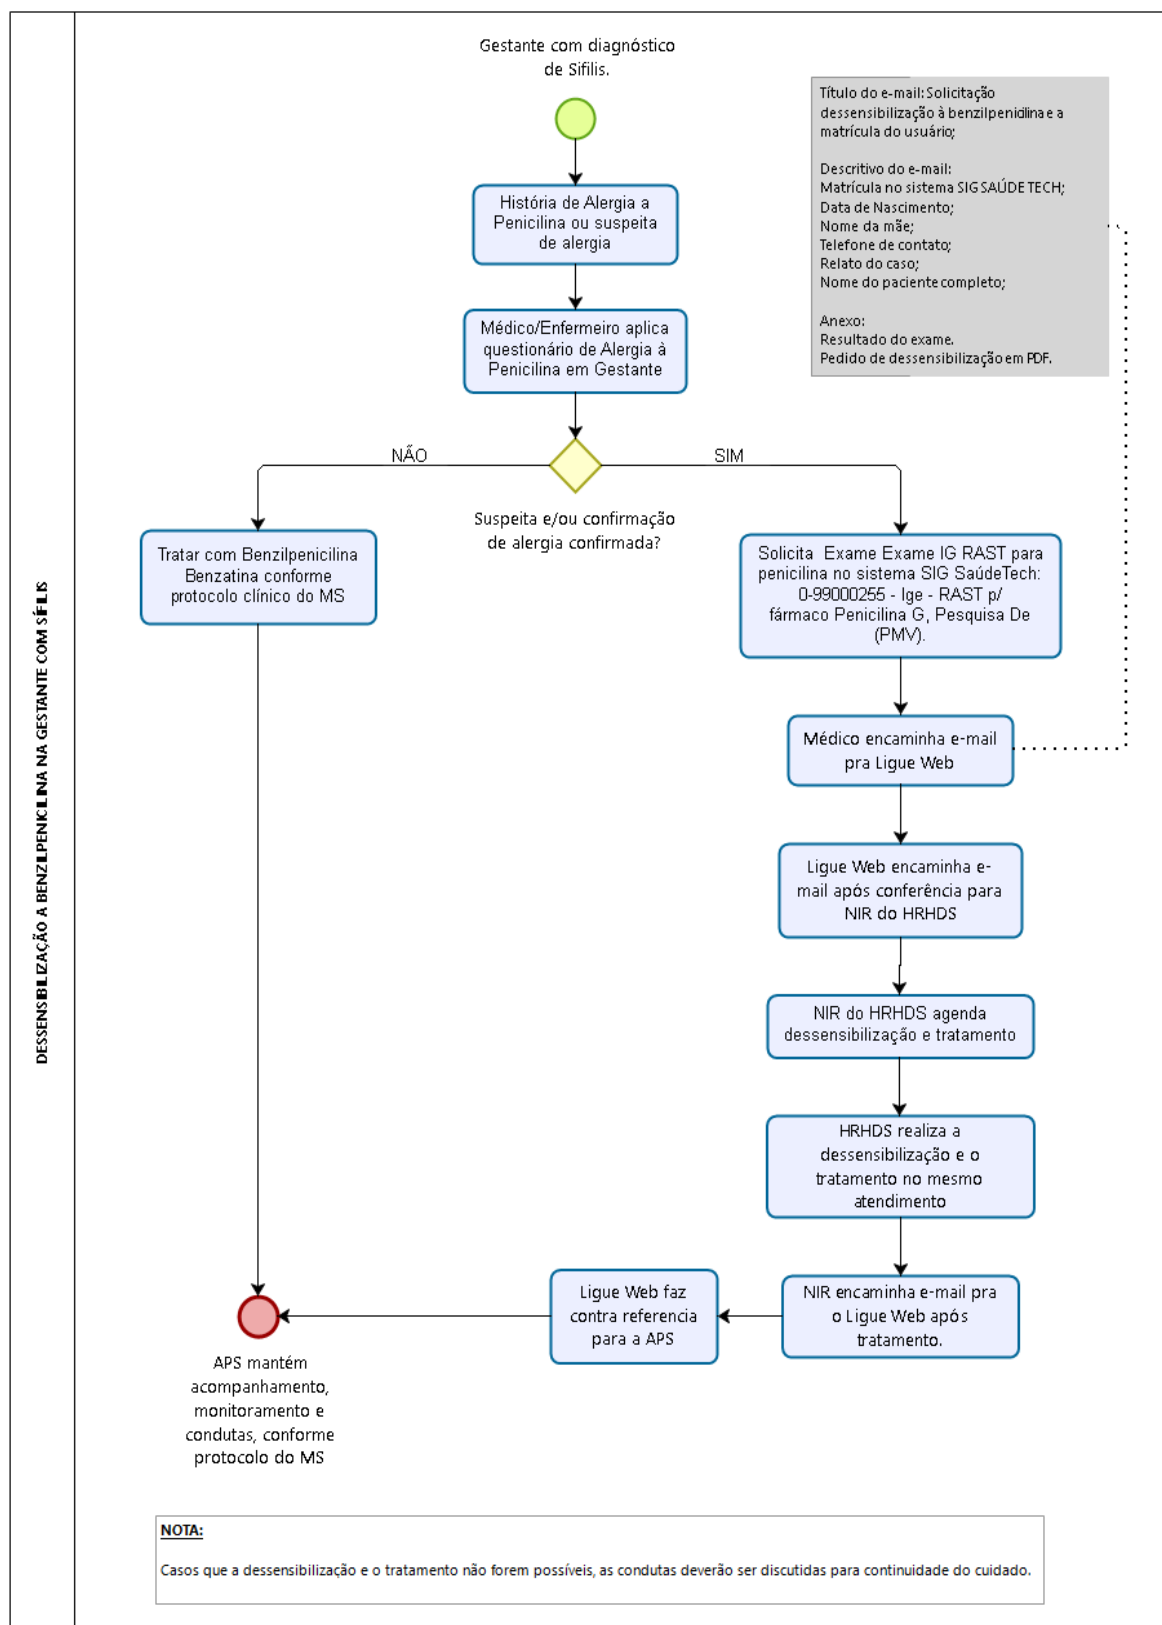 DESSENSIBILIZAÇÃO A BENZILPENICILINA NA GESTANTE COM SÍFILIS
Gestante com diagnóstico
de Sifilis.
Título do e-mail: Solicitação
dessensibilização à benzilpenicilina e a
matrícula do usuário;
Descritivo do e-mail:
Matrícula no sistema SIG SAÚDE TECH;
Data de Nascimento;
Nome da mãe;
Telefone de contato;
Relato do caso;
Nome do paciente completo;
Anexo:
Resultado do exame.
Pedido de dessensibilização em PDF.
História de Alergia a
Penicilina ou suspeita
de alergia
Médico/Enfermeiro aplica
questionário de Alergia à
Penicilina em Gestante
NÃO
SIM
Suspeita e/ou confirmação
de alergia confirmada?
Tratar com Benzilpenicilina
Benzatina conforme
protocolo clínico do MS
Solicita Exame Exame IG RAST para
penicilina no sistema SIG SaúdeTech:
0-99000255 - Ige - RAST p/
fármaco Penicilina G, Pesquisa De
(PMV).
Médico encaminha e-mail
pra Ligue Web
Ligue Web encaminha e-
mail após conferência para
NIR do HRHDS
NIR do HRHDS agenda
dessensibilização e tratamento
HRHDS realiza a
dessensibilização e o
tratamento no mesmo
atendimento
NIR encaminha e-mail pra
o Ligue Web após
tratamento.
Ligue Web faz
contra referencia
para a APS
APS mantém
acompanhamento,
monitoramento e
condutas, conforme
protocolo do MS
NOTA:
Casos que a dessensibilização e o tratamento não forem possíveis, as condutas deverão ser discutidas para continuidade do cuidado.